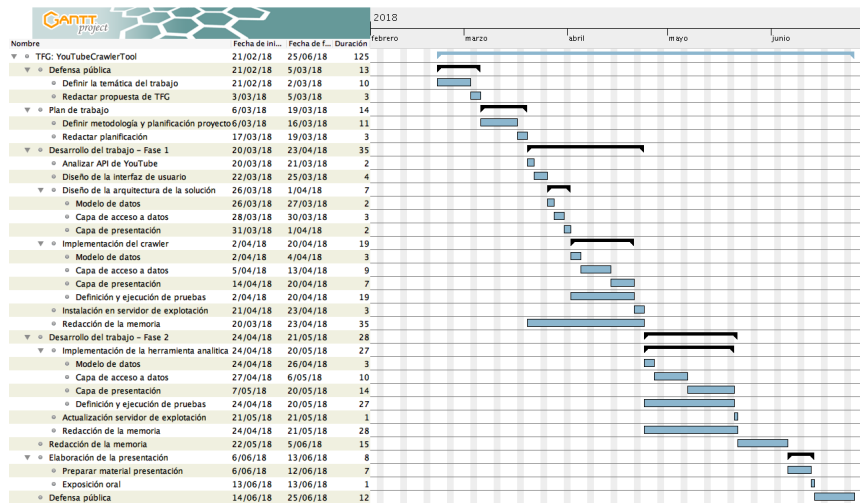 GANTT project
2018
febrero marzo abril mayo junio
Nombre Fecha de ini... Fecha de f... Duración
TFG: YouTubeCrawlerTool 21/02/18 25/06/18 125
Defensa pública 21/02/18 5/03/18 13
Definir la temática del trabajo 21/02/18 2/03/18 10
Redactar propuesta de TFG 3/03/18 5/03/18 3
Plan de trabajo 6/03/18 19/03/18 14
Definir metodología y planificación proyecto 6/03/18 16/03/18 11
Redactar planificación 17/03/18 19/03/18 3
Desarrollo del trabajo - Fase 1 20/03/18 23/04/18 35
Analizar API de YouTube 20/03/18 21/03/18 2
Diseño de la interfaz de usuario 22/03/18 25/03/18 4
Diseño de la arquitectura de la solución 26/03/18 1/04/18 7
Modelo de datos 26/03/18 27/03/18 2
Capa de acceso a datos 28/03/18 30/03/18 3
Capa de presentación 31/03/18 1/04/18 2
Implementación del crawler 2/04/18 20/04/18 19
Modelo de datos 2/04/18 4/04/18 3
Capa de acceso a datos 5/04/18 13/04/18 9
Capa de presentación 14/04/18 20/04/18 7
Definición y ejecución de pruebas 2/04/18 20/04/18 19
Instalación en servidor de explotación 21/04/18 23/04/18 3
Redacción de la memoria 20/03/18 23/04/18 35
Desarrollo del trabajo - Fase 2 24/04/18 21/05/18 28
Implementación de la herramienta analítica 24/04/18 20/05/18 27
Modelo de datos 24/04/18 26/04/18 3
Capa de acceso a datos 27/04/18 6/05/18 10
Capa de presentación 7/05/18 20/05/18 14
Definición y ejecución de pruebas 24/04/18 20/05/18 27
Actualización servidor de explotación 21/05/18 21/05/18 1
Redacción de la memoria 24/04/18 21/05/18 28
Redacción de la memoria 22/05/18 5/06/18 15
Elaboración de la presentación 6/06/18 13/06/18 8
Preparar material presentación 6/06/18 12/06/18 7
Exposición oral 13/06/18 13/06/18 1
Defensa pública 14/06/18 25/06/18 12